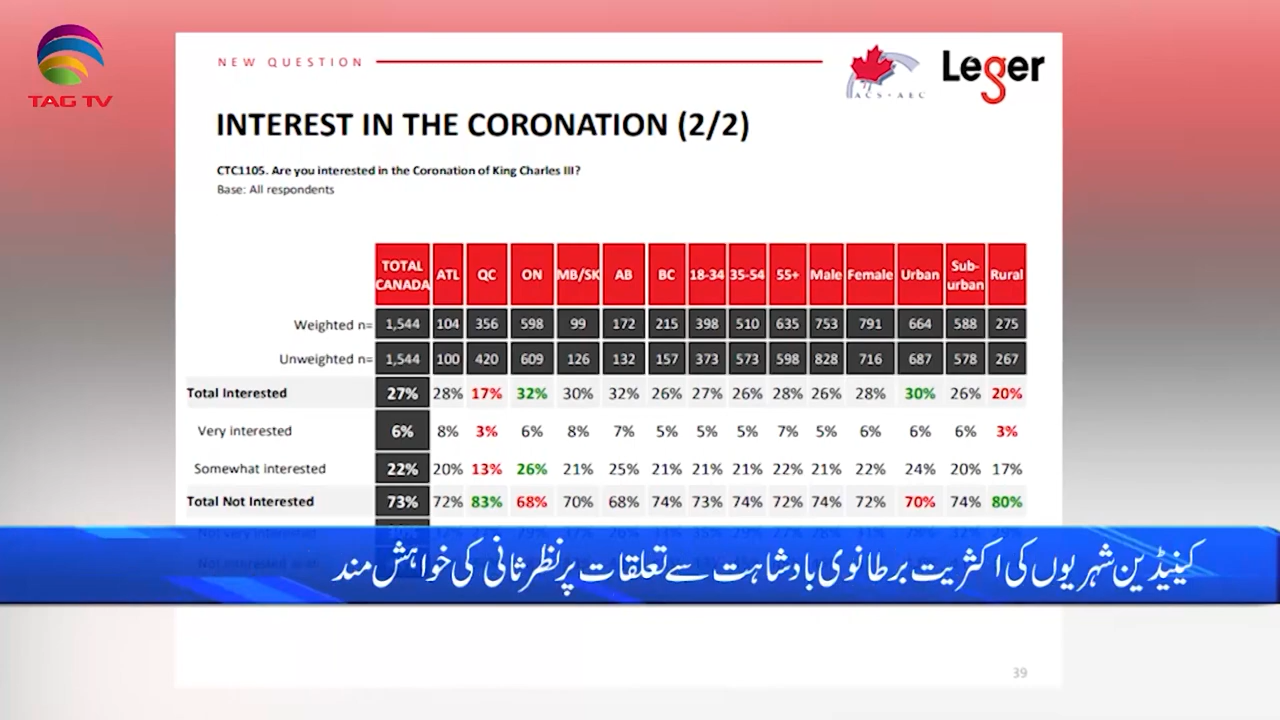 TAG TV
NEW QUESTION
ACS-AEC
Leger
INTEREST IN THE CORONATION (2/2)
CTC1105. Are you interested in the Coronation of King Charles III?
Base: All respondents
TOTAL CANADA ATL QC ON MB/SK AB BC 18-34 35-54 55+ Male Female Urban Sub-urban Rural
Weighted n= 1,544 104 356 598 99 172 215 398 510 635 753 791 664 588 275
Unweighted n= 1,544 100 420 609 126 132 157 373 573 598 828 716 687 578 267
Total Interested 27% 28% 17% 32% 30% 32% 26% 27% 26% 28% 26% 28% 30% 26% 20%
Very interested 6% 8% 3% 6% 8% 7% 5% 5% 5% 7% 5% 6% 6% 6% 3%
Somewhat interested 22% 20% 13% 26% 21% 25% 21% 21% 21% 22% 21% 22% 24% 20% 17%
Total Not Interested 73% 72% 83% 68% 70% 68% 74% 73% 74% 72% 74% 72% 70% 74% 80%
کینیڈین شہریوں کی اکثریت برطانوی بادشاہت سے تعلقات پر نظر ثانی کی خواہش مند
39